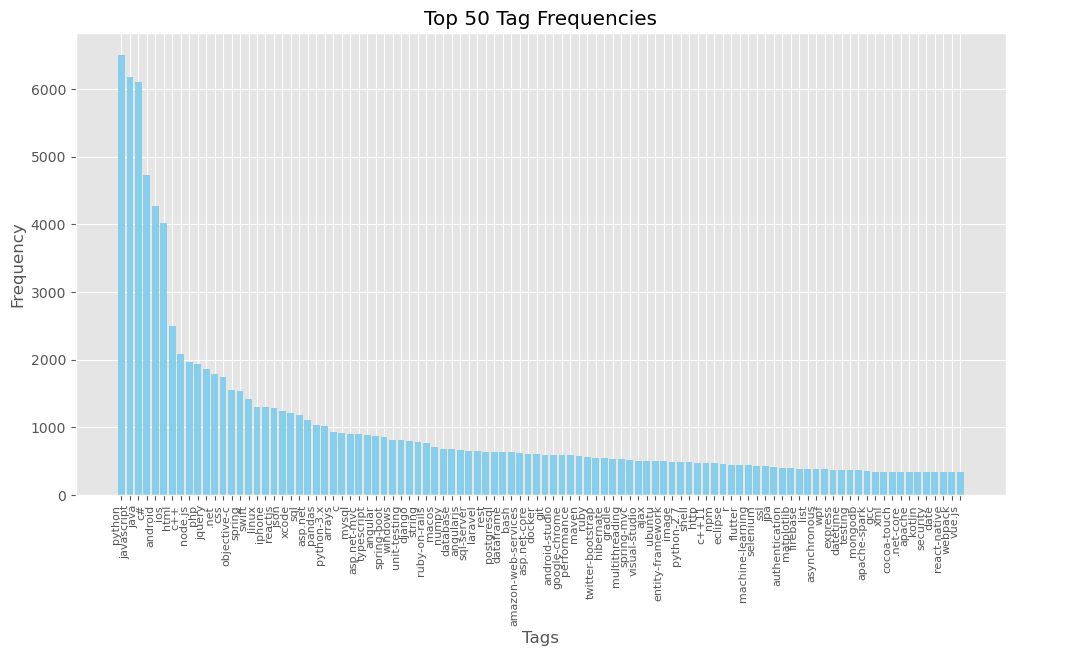 Top 50 Tag Frequencies
Frequency
6000
5000
4000
3000
2000
1000
0
python
javascript
java
c#
android
ios
html
c++
node.js
php
jquery
.net
css
objective-c
spring
swift
linux
iphone
reactjs
json
xcode
sql
asp.net
pandas
python-3.x
arrays
c
mysql
asp.net-mvc
typescript
angular
spring-boot
windows
unit-testing
django
string
ruby-on-rails
macos
numpy
database
angularjs
sql-server
laravel
rest
postgresql
dataframe
bash
amazon-web-services
asp.net-core
docker
git
android-studio
google-chrome
performance
maven
ruby
twitter-bootstrap
hibernate
gradle
multithreading
spring-mvc
visual-studio
ajax
ubuntu
entity-framework
image
python-2.7
shell
http
c++11
npm
eclipse
r
flutter
machine-learning
selenium
ssl
jpa
authentication
matplotlib
firebase
list
asynchronous
wpf
express
datetime
testing
mongodb
apache-spark
gcc
xml
cocoa-touch
.net-core
apache
kotlin
security
date
react-native
webpack
vue.js
Tags